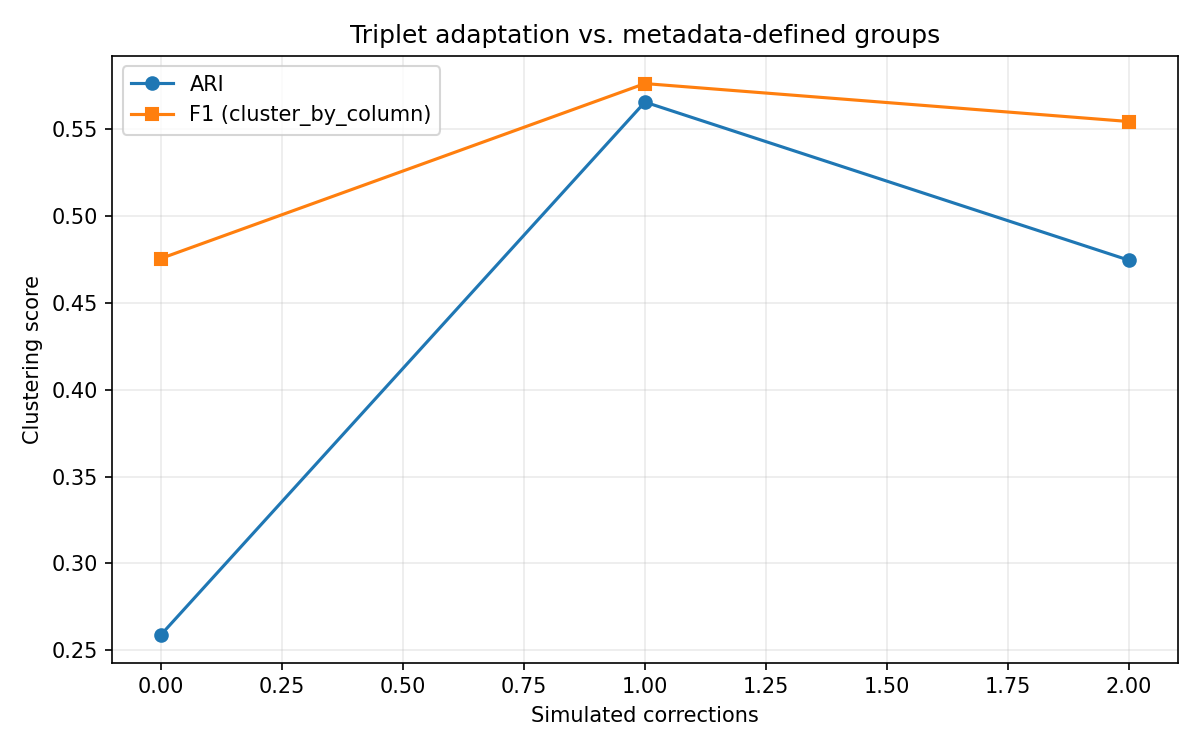 Triplet adaptation vs. metadata-defined groups
ARI
F1 (cluster_by_column)
Clustering score
0.55
0.50
0.45
0.40
0.35
0.30
0.25
0.00 0.25 0.50 0.75 1.00 1.25 1.50 1.75 2.00
Simulated corrections